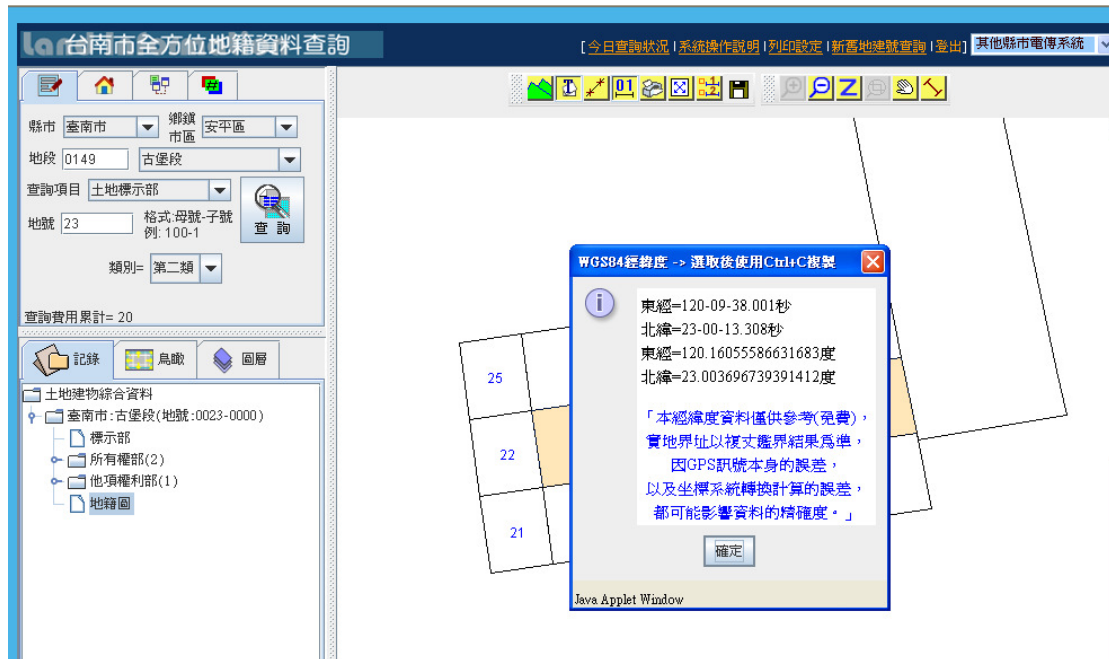 台南市全方位地籍資料查詢
[今日查詢狀況|系統操作說明|列印設定|新舊地建號查詢|登出] 其他縣市電傳系統
縣市 臺南市 鄉鎮市區 安平區
地段 0149 古堡段
查詢項目 土地標示部
地號 23 格式:母號-子號
例: 100-1
查 詢
類別= 第二類
查詢費用累計= 20
記錄 鳥瞰 圖層
土地建物綜合資料
臺南市:古堡段(地號:0023-0000)
標示部
所有權部(2)
他項權利部(1)
地籍圖
01
Z
25
22
21
WGS84經緯度 -> 選取後使用Ctrl+C複製
東經=120-09-38.001秒
北緯=23-00-13.308秒
東經=120.16055586631683度
北緯=23.003696739391412度
「本經緯度資料僅供參考(免費),
實地界址以複丈鑑界結果為準,
因GPS訊號本身的誤差,
以及坐標系統轉換計算的誤差,
都可能影響資料的精確度。」
確定
Java Applet Window